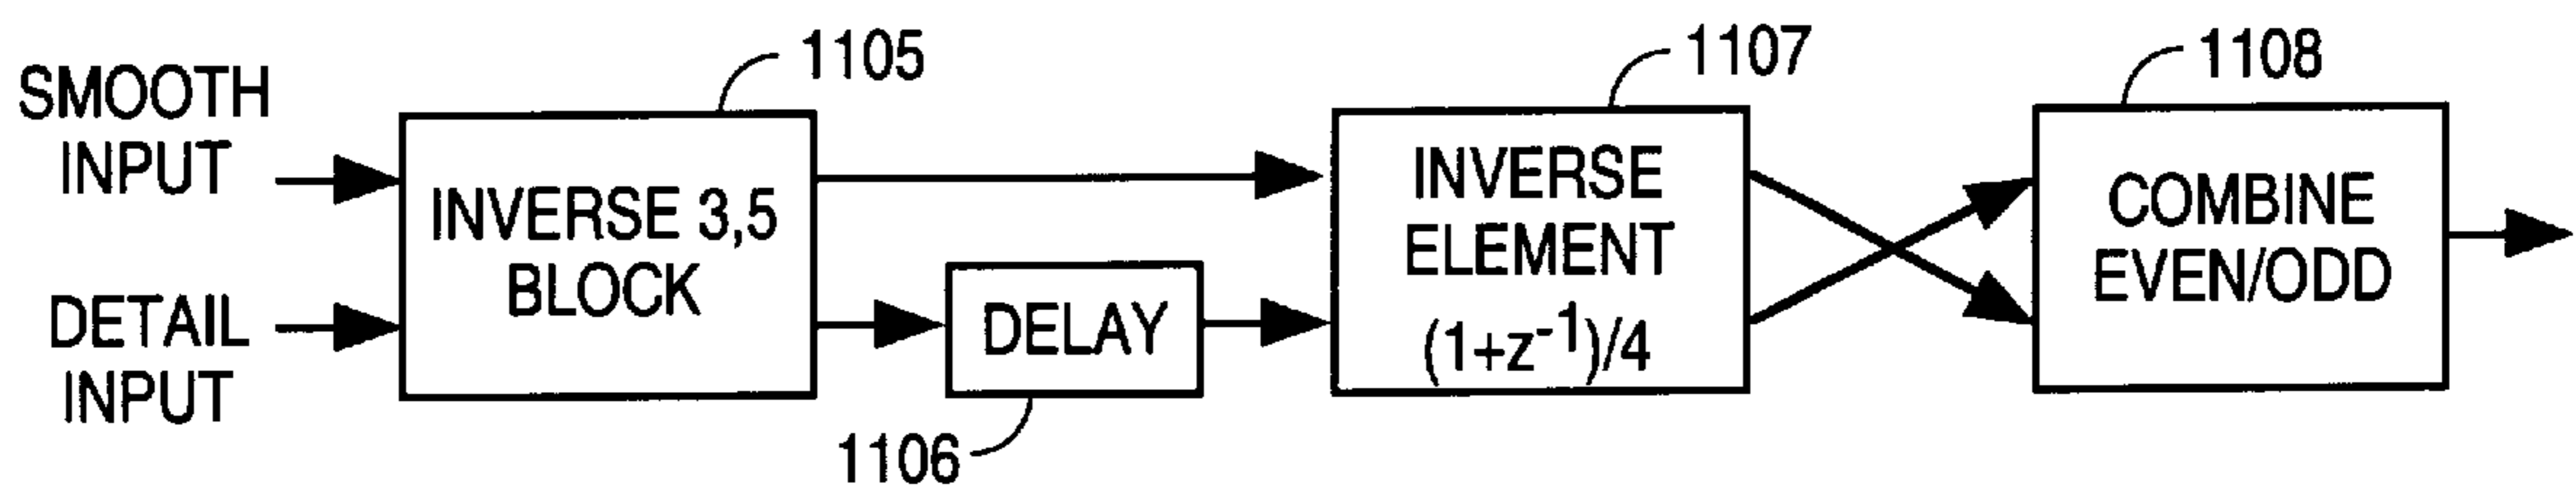 SMOOTH
INPUT
DETAIL
INPUT
1105
INVERSE 3,5
BLOCK
DELAY
1106
1107
INVERSE
ELEMENT
(1+z⁻¹)/4
1108
COMBINE
EVEN/ODD